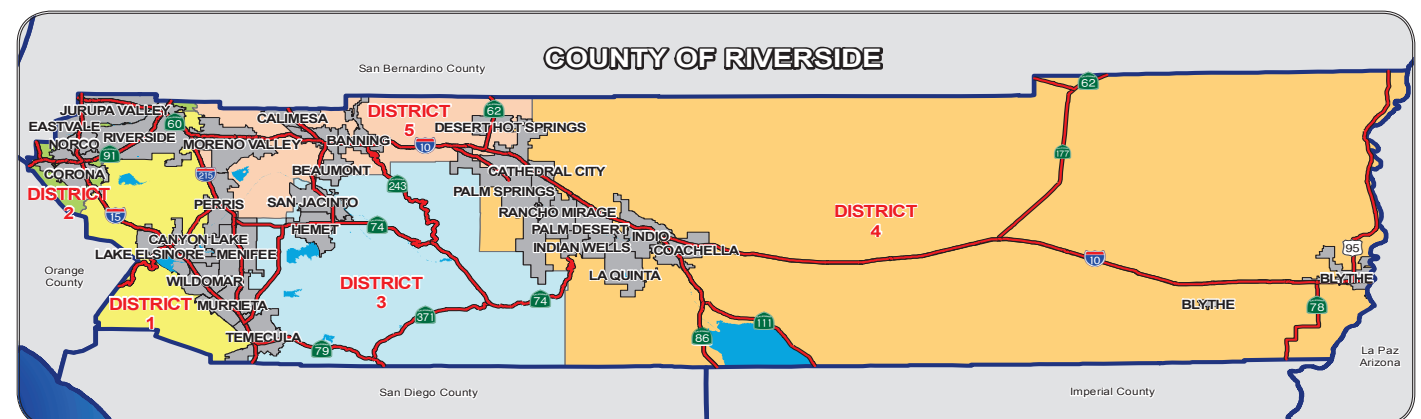 COUNTY OF RIVERSIDE
San Bernardino County
62
62
JURUPA VALLEY
CALIMESA
DISTRICT
5
EASTVALE
60
DESERT HOT SPRINGS
NORCO
RIVERSIDE
MORENO VALLEY
BANNING
10
91
177
CORONA
215
BEAUMONT
CATHEDRAL CITY
243
PALM SPRINGS
DISTRICT
2
15
PERRIS
SAN JACINTO
RANCHO MIRAGE
DISTRICT
4
HEMET
74
PALM DESERT
INDIO
CANYON LAKE
INDIAN WELLS
COACHELLA
95
LAKE ELSINORE
MENIFEE
10
Orange
County
WILDOMAR
DISTRICT
3
LA QUINTA
BLYTHE
DISTRICT
1
MURRIETA
74
BLYTHE
78
371
111
TEMECULA
79
86
La Paz
Arizona
San Diego County
Imperial County